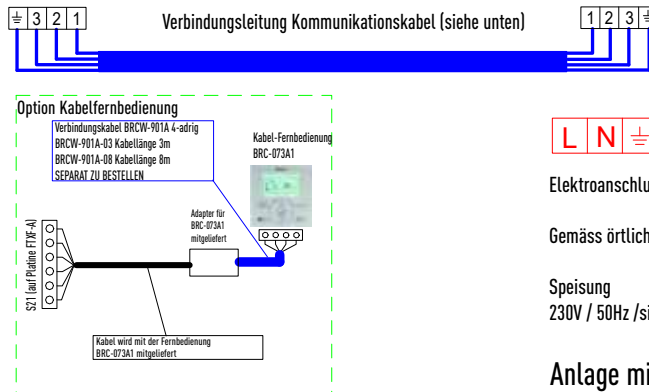 ⏚ 3 2 1
Verbindungsleitung Kommunikationskabel (siehe unten)
1 2 3
Option Kabelfernbedienung
Verbindungskabel BRCW-901A 4-adrig
BRCW-901A-03 Kabellänge 3m
BRCW-901A-08 Kabellänge 8m
SEPARAT ZU BESTELLEN
Kabel-Fernbedienung
BRC-073A1
Adapter für
BRC-073A1
mitgeliefert
S21 (auf Platine FTXF-A)
Kabel wird mit der Fernbedienung
BRC-073A1 mitgeliefert
L N ⏚
Elektroanschlu
Gemäss örtlich
Speisung
230V / 50Hz /si
Anlage mi